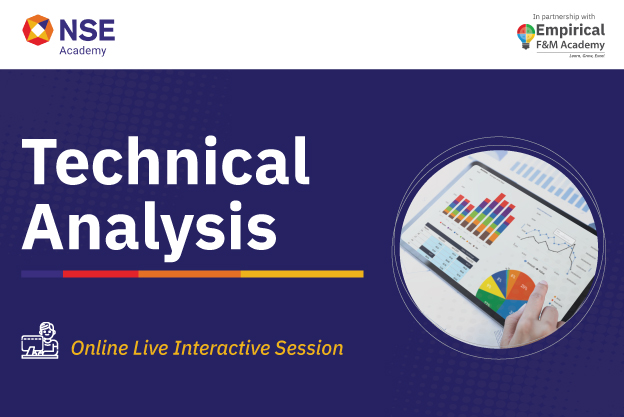 NSE
Academy
In partnership with
Empirical
F&M Academy
Learn, Grow, Excel
Technical
Analysis
Online Live Interactive Session